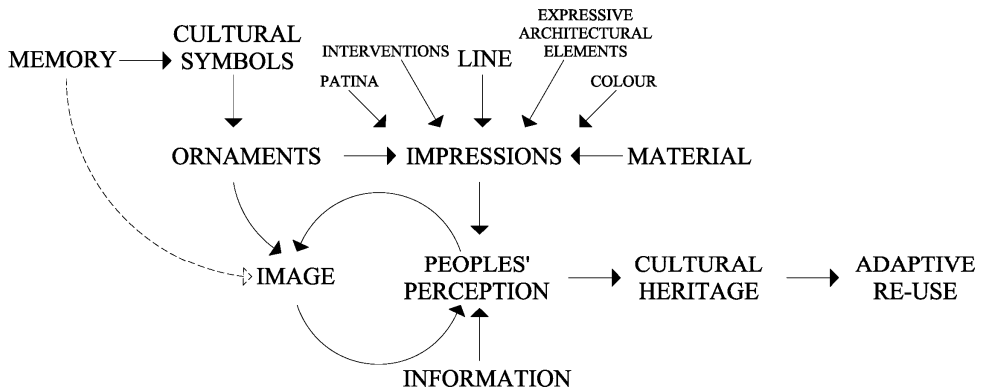 MEMORY
CULTURAL
SYMBOLS
INTERVENTIONS
PATINA
LINE
EXPRESSIVE
ARCHITECTURAL
ELEMENTS
COLOUR
ORNAMENTS
IMPRESSIONS
MATERIAL
IMAGE
PEOPLES'
PERCEPTION
CULTURAL
HERITAGE
ADAPTIVE
RE-USE
INFORMATION